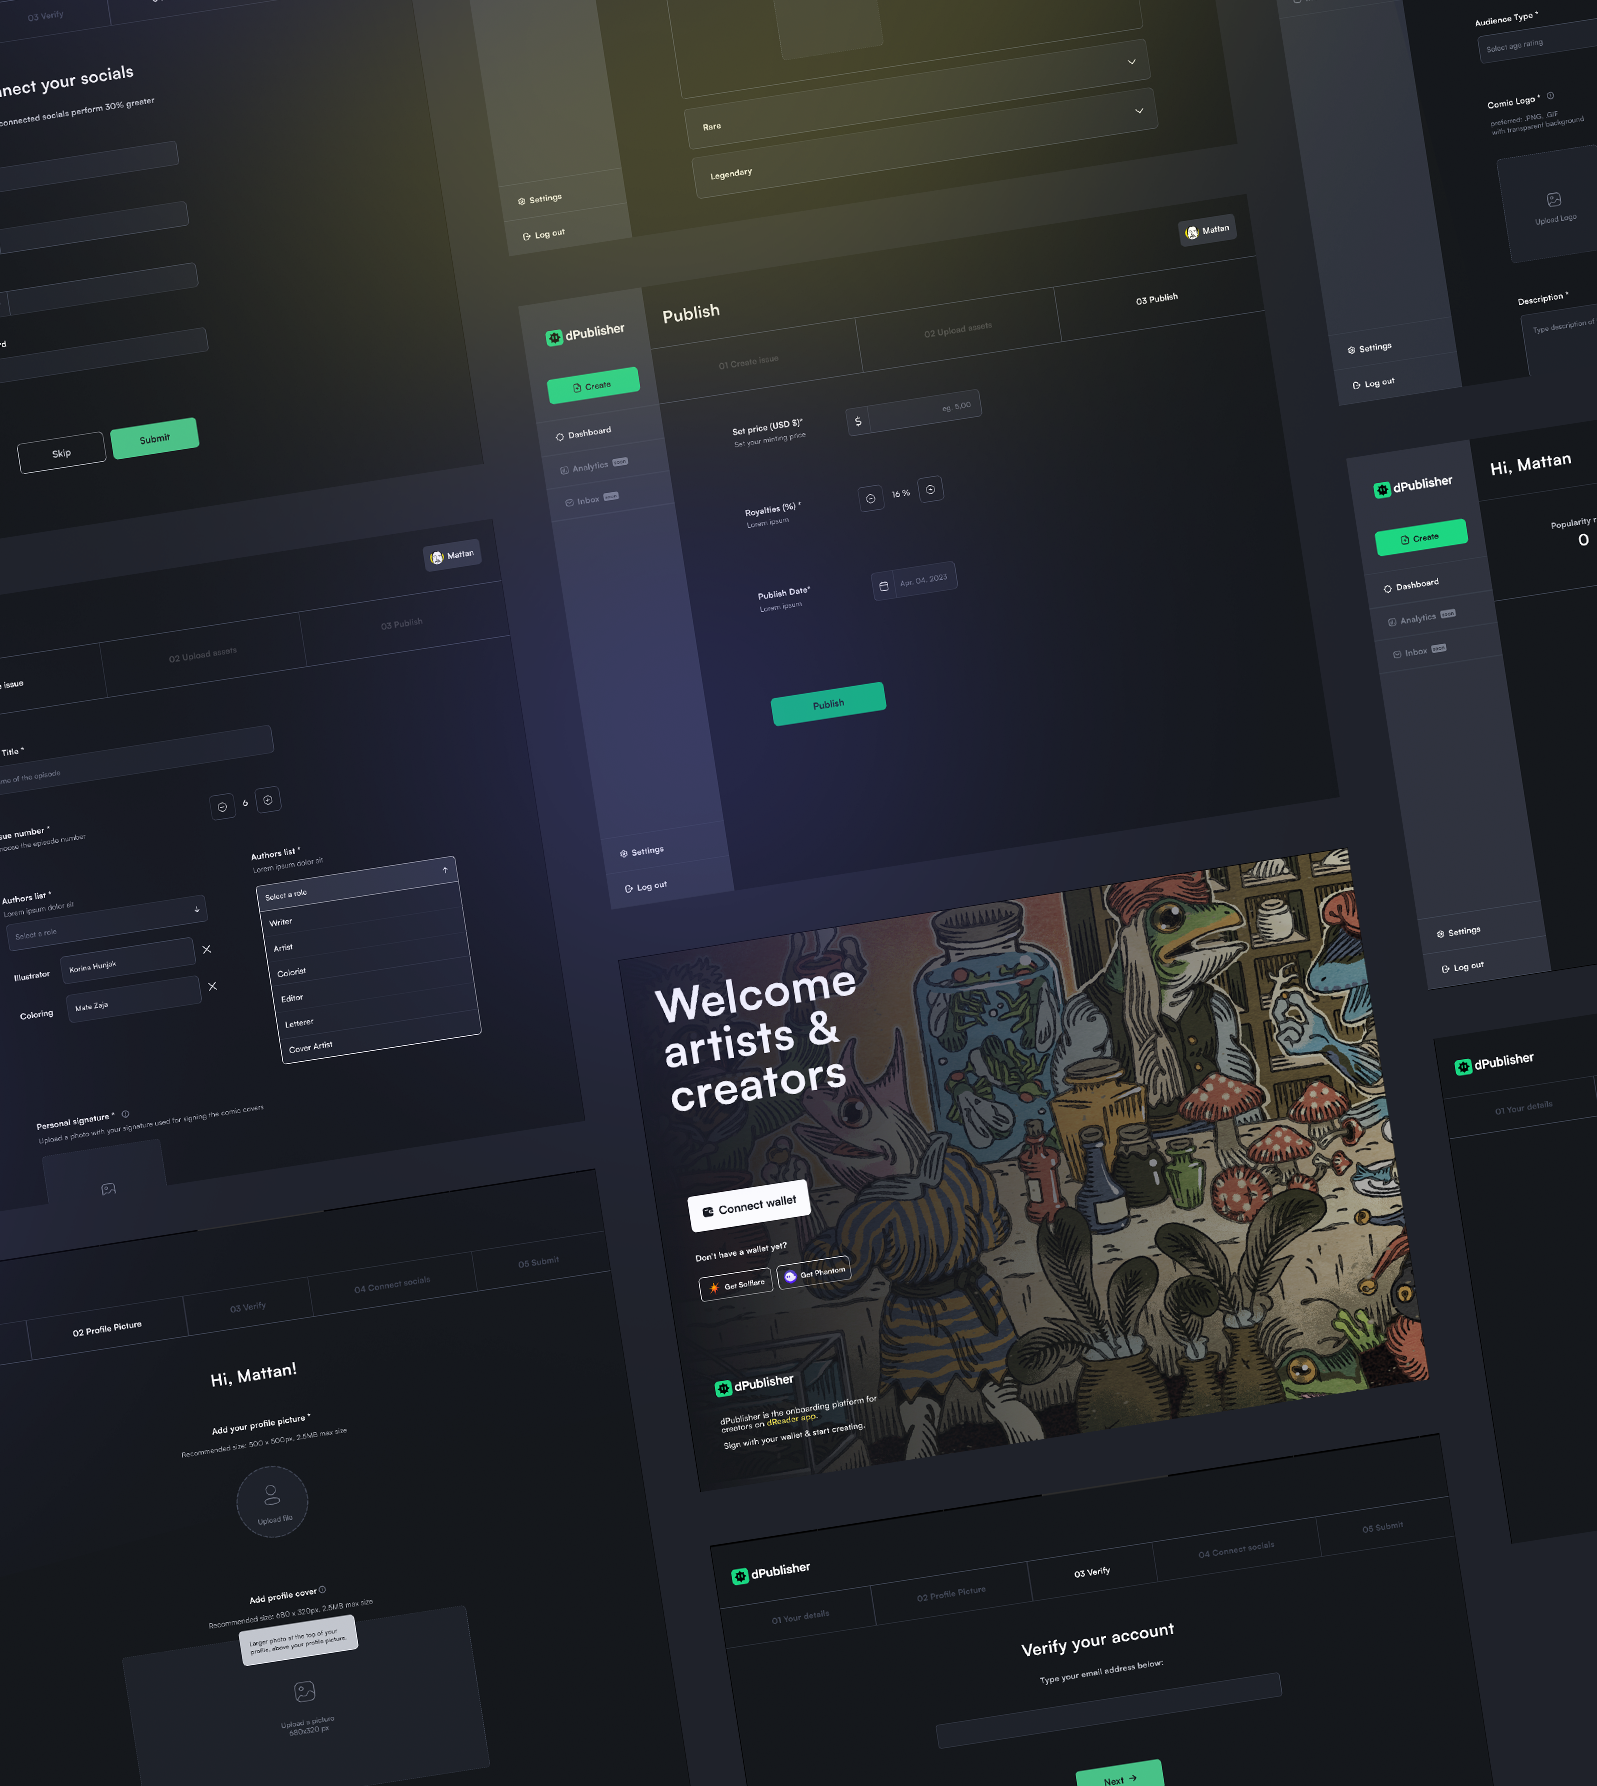 03 Verify
nnect your socials
connected socials perform 30% greater
Skip
Submit
Settings
Log out
Rare
Legendary
Audience Type *
Select age rating
Comic Logo *
preferred: .PNG, .GIF
with transparent background
Upload Logo
Description *
Type description of
Settings
Log out
Mattan
dPublisher
Publish
01 Create issue
02 Upload assets
03 Publish
Create
Dashboard
Analytics
Inbox
Set price (USD $)*
Set your minting price
$
eg. 5,00
Royalties (%) *
Lorem ipsum
16 %
Publish Date*
Lorem ipsum
Apr. 04. 2023
Publish
Settings
Log out
dPublisher
Hi, Mattan
Create
Popularity r
0
Dashboard
Analytics
Inbox
Settings
Log out
Mattan
issue
02 Upload assets
03 Publish
Title *
me of the episode
sue number *
hoose the episode number
6
Authors list *
Lorem ipsum dolor sit
Select a role
Illustrator
Korina Hunjak
Coloring
Mate Zaja
Authors list *
Lorem ipsum dolor sit
Select a role
Writer
Artist
Colorist
Editor
Letterer
Cover Artist
Personal signature *
Upload a photo with your signature used for signing the comic covers
Welcome
artists &
creators
Connect wallet
Don't have a wallet yet?
Get Solflare
Get Phantom
dPublisher
dPublisher is the onboarding platform for
creators on dReader app.
Sign with your wallet & start creating.
dPublisher
01 Your details
02 Profile Picture
03 Verify
04 Connect socials
05 Submit
Hi, Mattan!
Add your profile picture *
Recommended size: 500 x 500px, 2.5MB max size
Upload file
Add profile cover
Recommended size: 680 x 320px, 2.5MB max size
Larger photo at the top of your
profile, above your profile picture.
Upload a picture
680x320 px
dPublisher
01 Your details
02 Profile Picture
03 Verify
04 Connect socials
05 Submit
Verify your account
Type your email address below:
Next